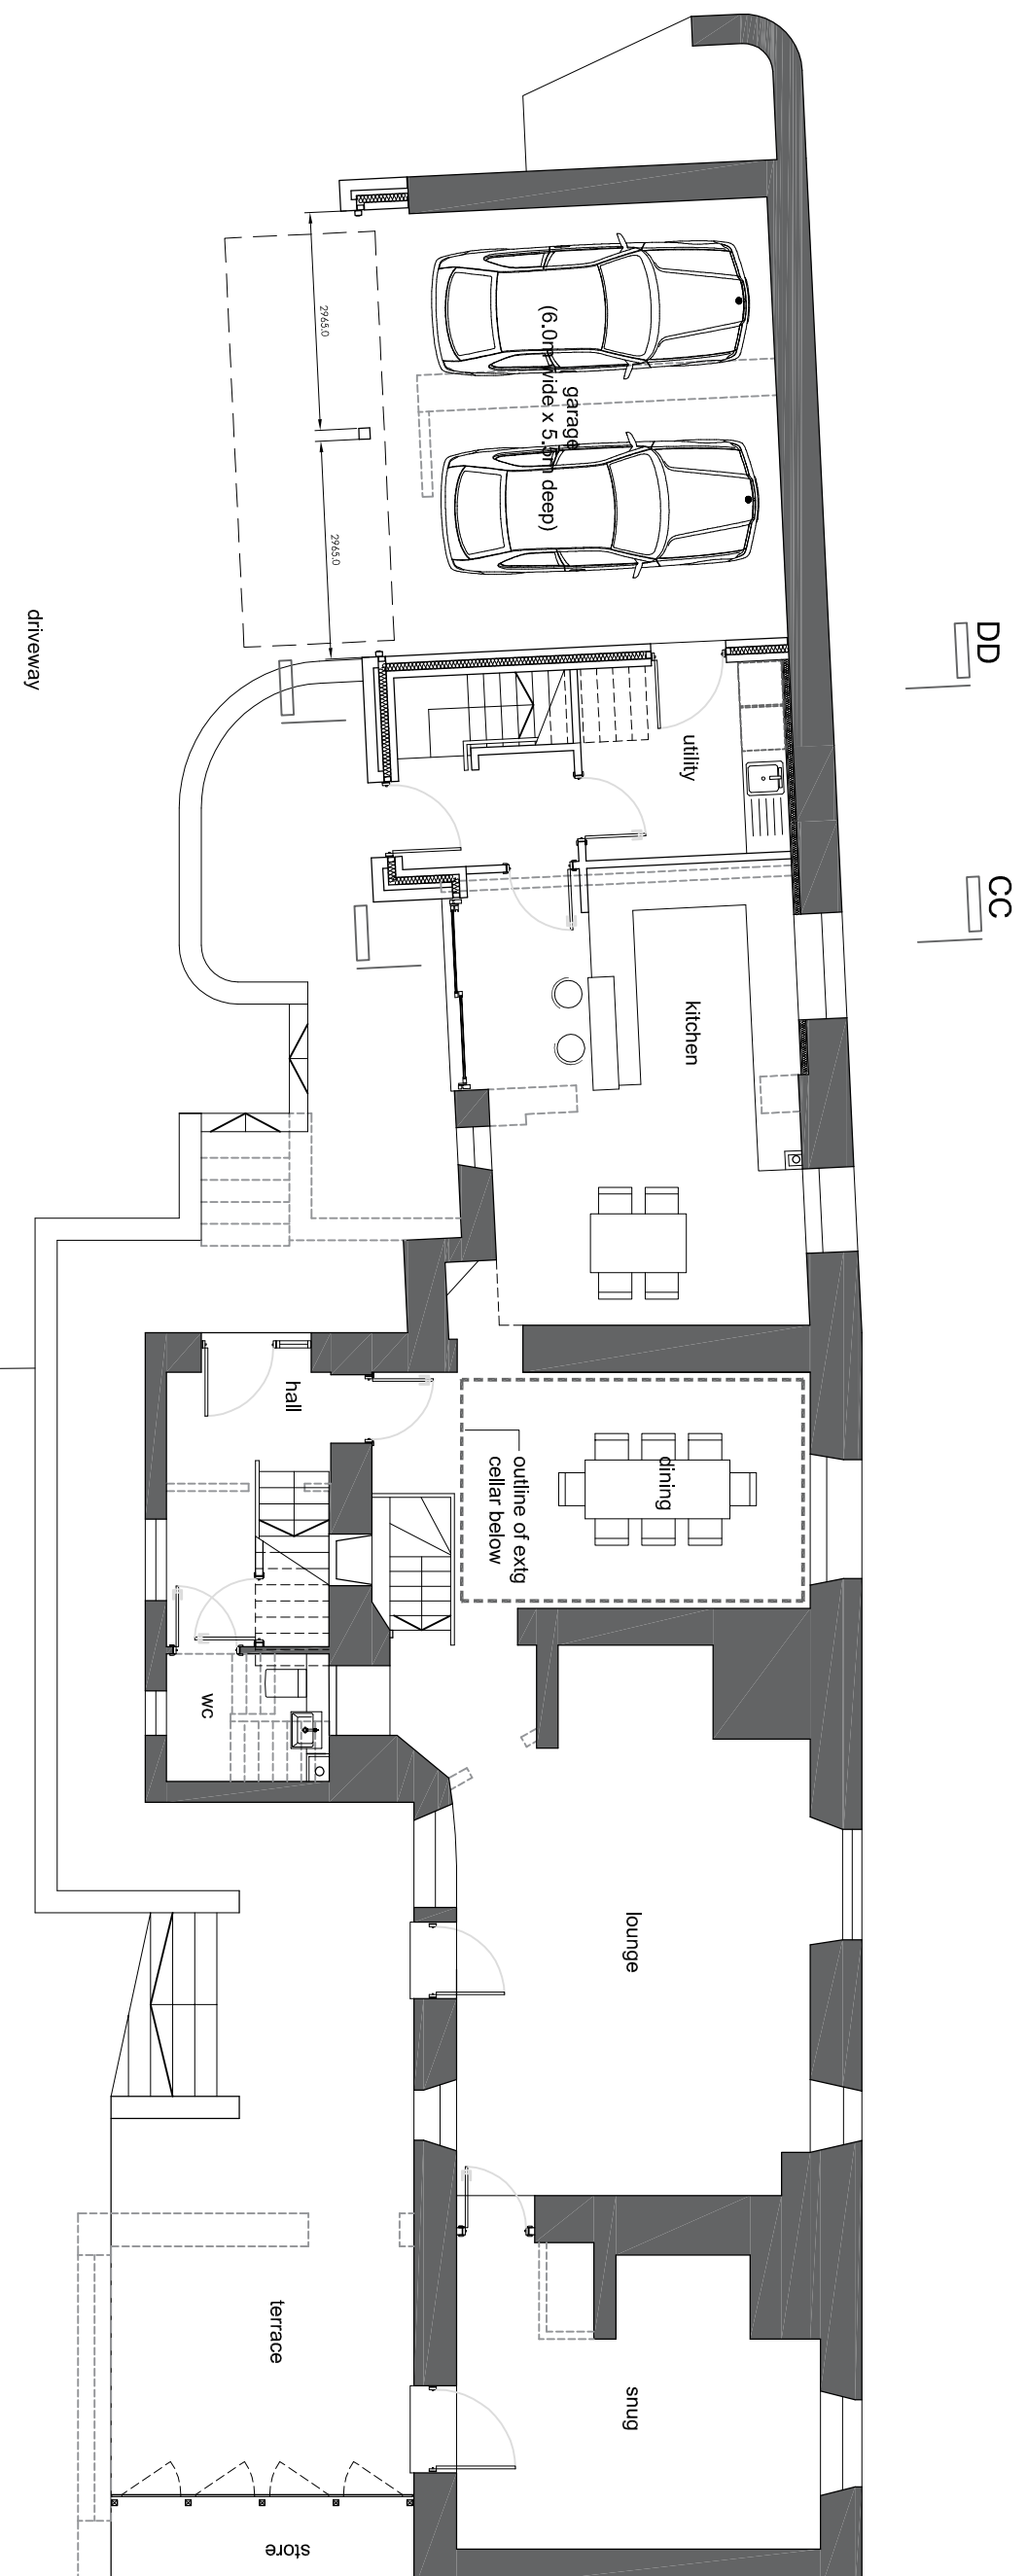 DD
CC
driveway
garage
(6.0m wide x 5.5m deep)
2965.0
2965.0
utility
kitchen
hall
dining
outline of extg
cellar below
wc
lounge
terrace
snug
store